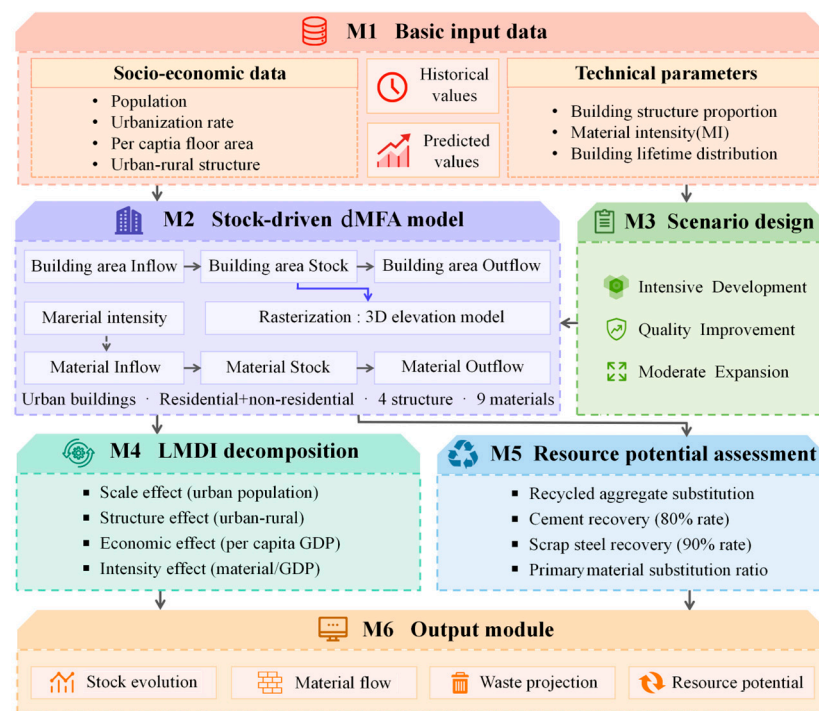 M1 Basic input data
Socio-economic data
• Population
• Urbanization rate
• Per captia floor area
• Urban-rural structure
Historical
values
Predicted
values
Technical parameters
• Building structure proportion
• Material intensity(MI)
• Building lifetime distribution
M2 Stock-driven dMFA model
Building area Inflow
Building area Stock
Building area Outflow
Marerial intensity
Rasterization : 3D elevation model
Material Inflow
Material Stock
Material Outflow
Urban buildings · Residential+non-residential · 4 structure · 9 materials
M3 Scenario design
Intensive Development
Quality Improvement
Moderate Expansion
M4 LMDI decomposition
▪ Scale effect (urban population)
▪ Structure effect (urban-rural)
▪ Economic effect (per capita GDP)
▪ Intensity effect (material/GDP)
M5 Resource potential assessment
▪ Recycled aggregate substitution
▪ Cement recovery (80% rate)
▪ Scrap steel recovery (90% rate)
▪ Primary material substitution ratio
M6 Output module
Stock evolution
Material flow
Waste projection
Resource potential